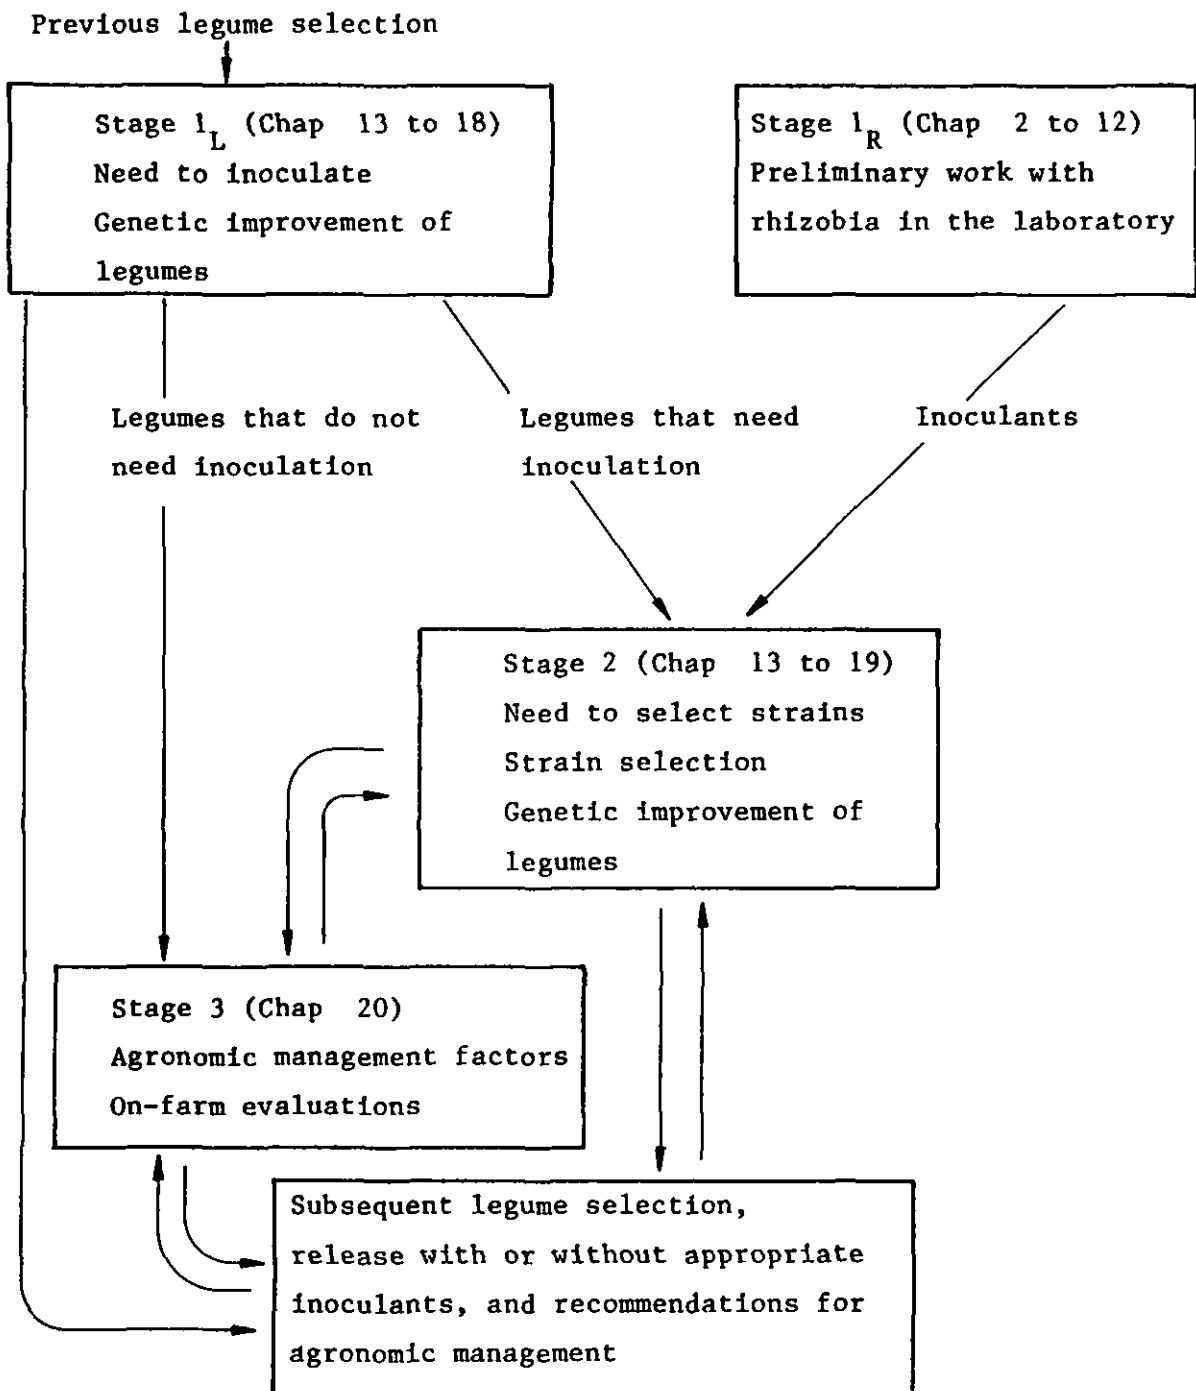 Previous legume selection
Stage 1L (Chap 13 to 18)
Need to inoculate
Genetic improvement of
legumes
Stage 1R (Chap 2 to 12)
Preliminary work with
rhizobia in the laboratory
Legumes that do not
need inoculation
Legumes that need
inoculation
Inoculants
Stage 2 (Chap 13 to 19)
Need to select strains
Strain selection
Genetic improvement of
legumes
Stage 3 (Chap 20)
Agronomic management factors
On-farm evaluations
Subsequent legume selection,
release with or without appropriate
inoculants, and recommendations for
agronomic management